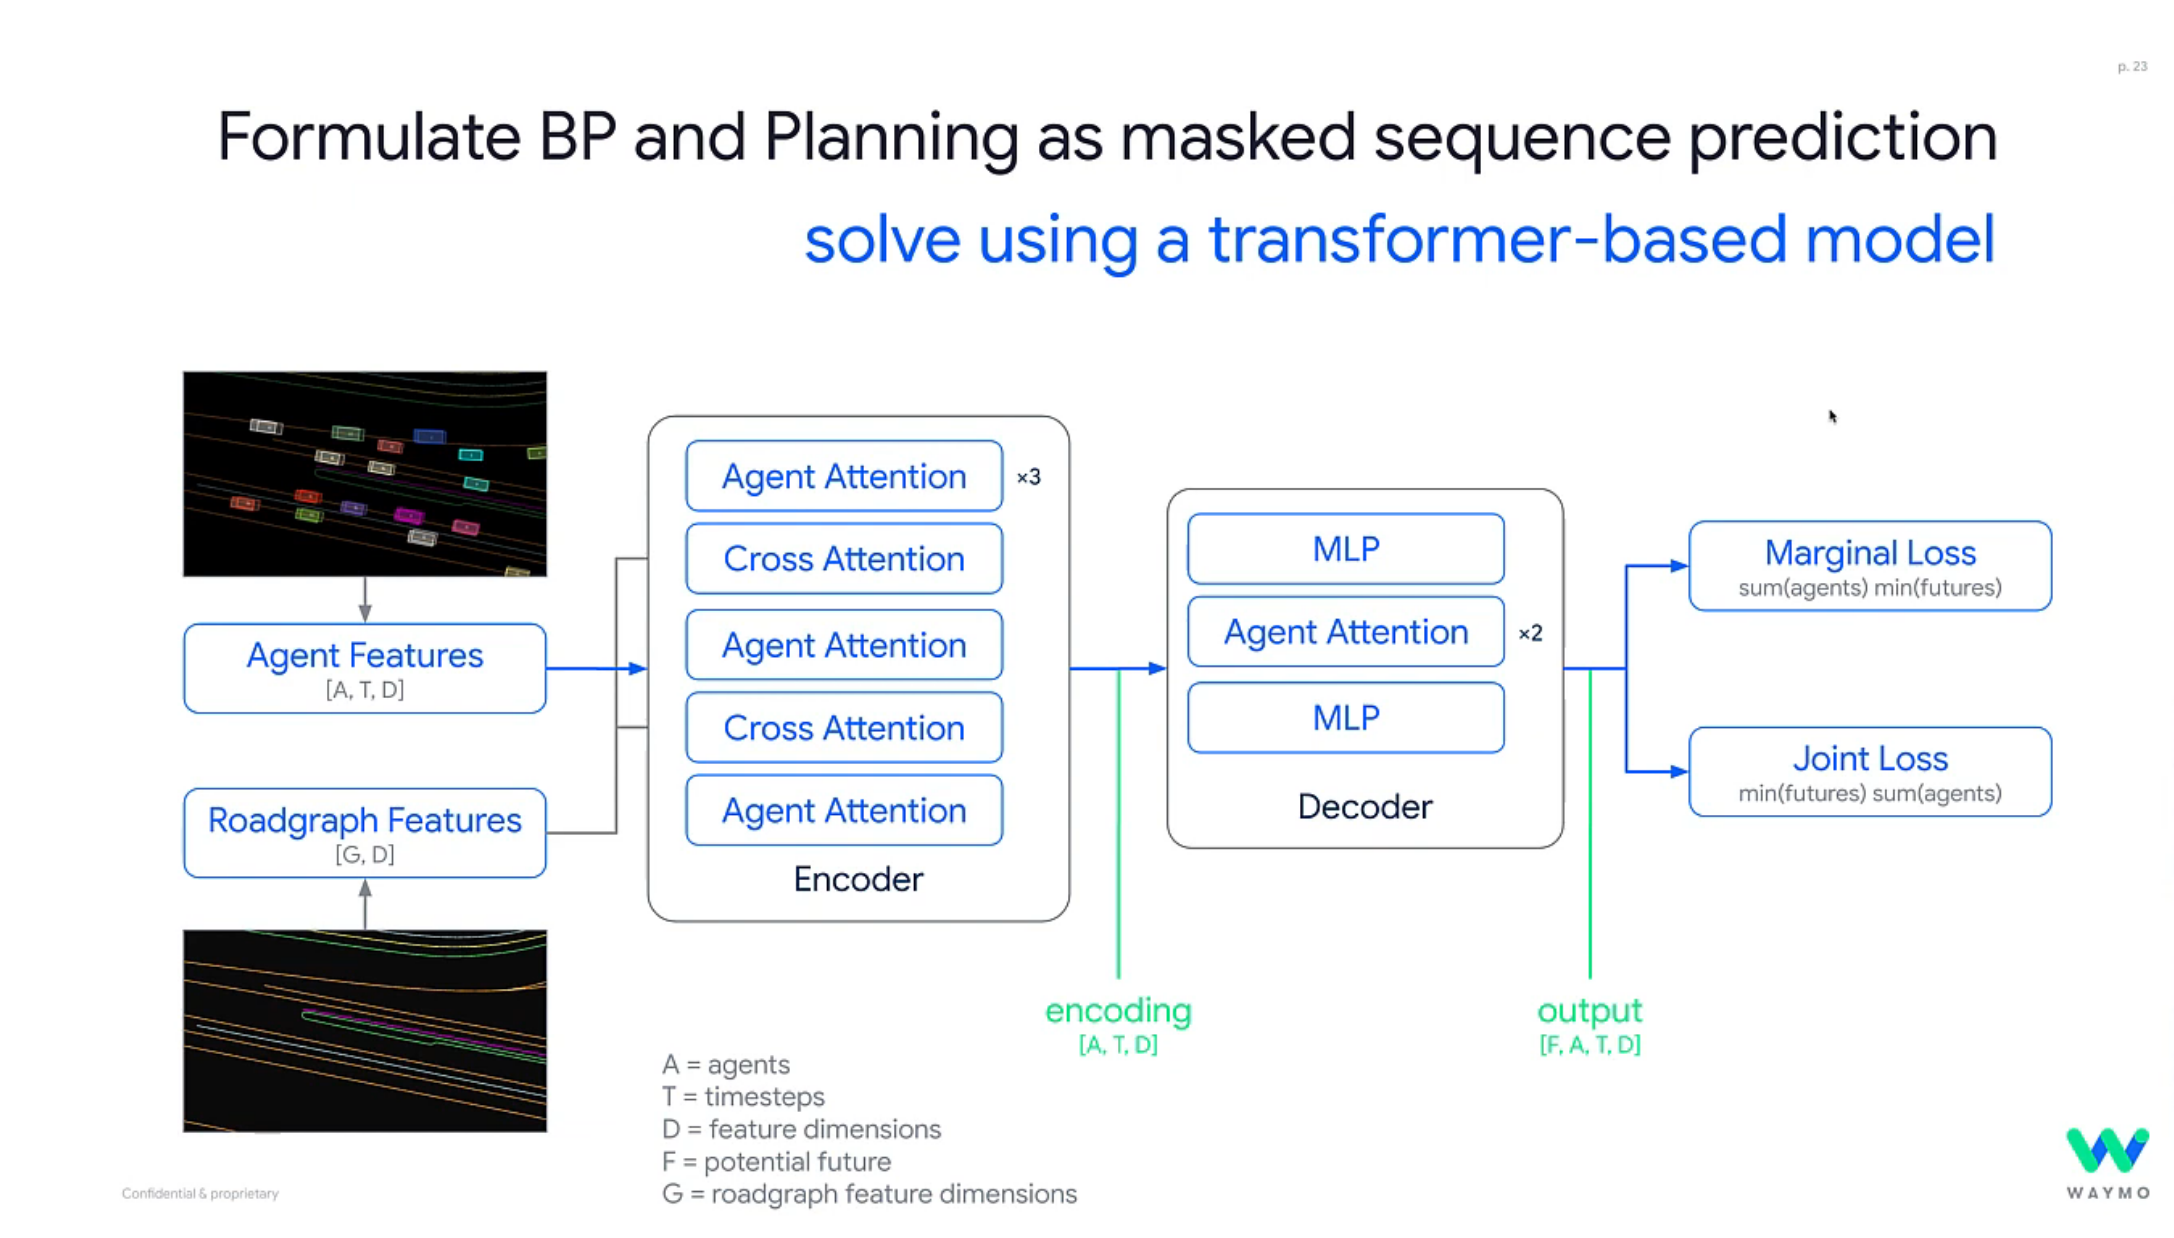 p. 23
Formulate BP and Planning as masked sequence prediction
solve using a transformer-based model
Agent Features
[A, T, D]
Roadgraph Features
[G, D]
Agent Attention ×3
Cross Attention
Agent Attention
Cross Attention
Agent Attention
Encoder
MLP
Agent Attention ×2
MLP
Decoder
Marginal Loss
sum(agents) min(futures)
Joint Loss
min(futures) sum(agents)
encoding
[A, T, D]
output
[F, A, T, D]
A = agents
T = timesteps
D = feature dimensions
F = potential future
G = roadgraph feature dimensions
Confidential & proprietary
WAYMO